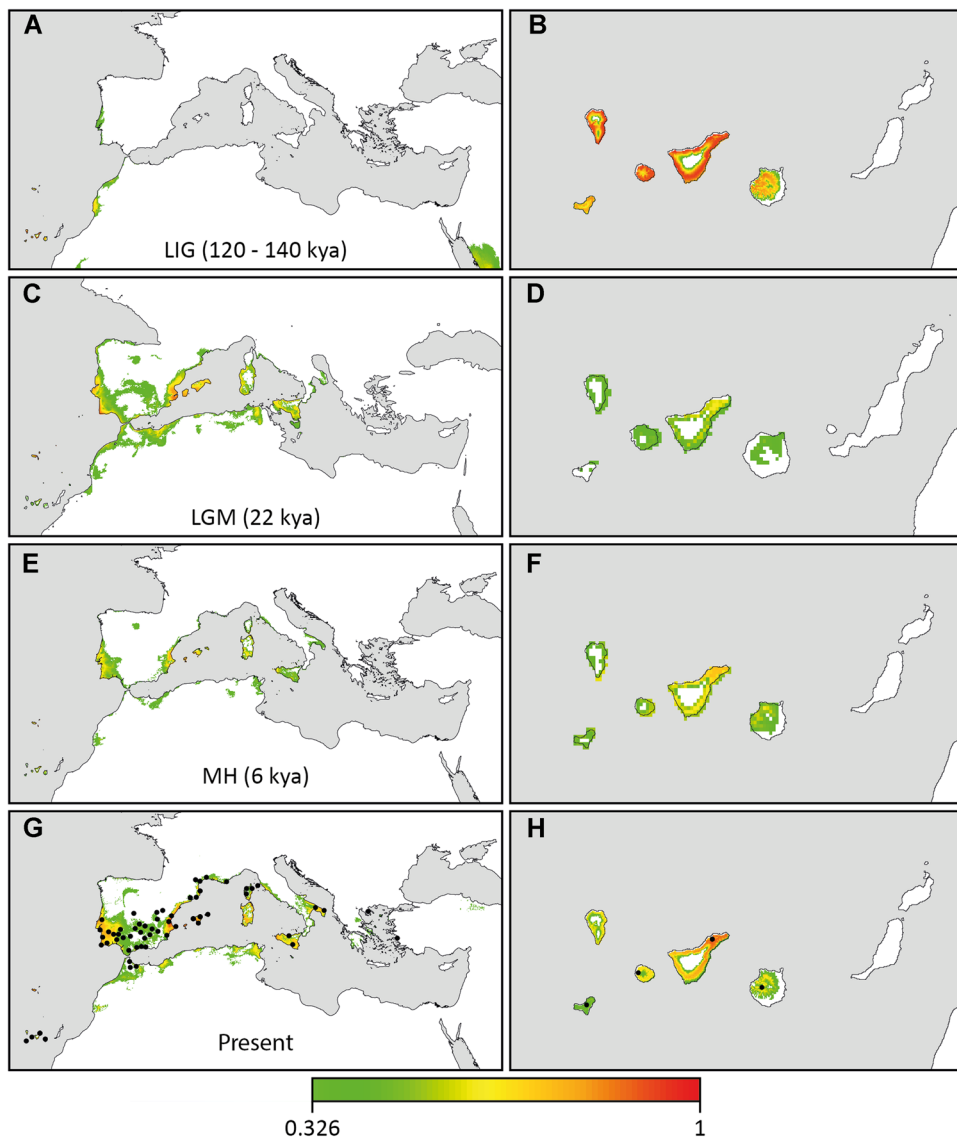 A
B
LIG (120 - 140 kya)
C
D
LGM (22 kya)
E
F
MH (6 kya)
G
H
Present
0.326
1